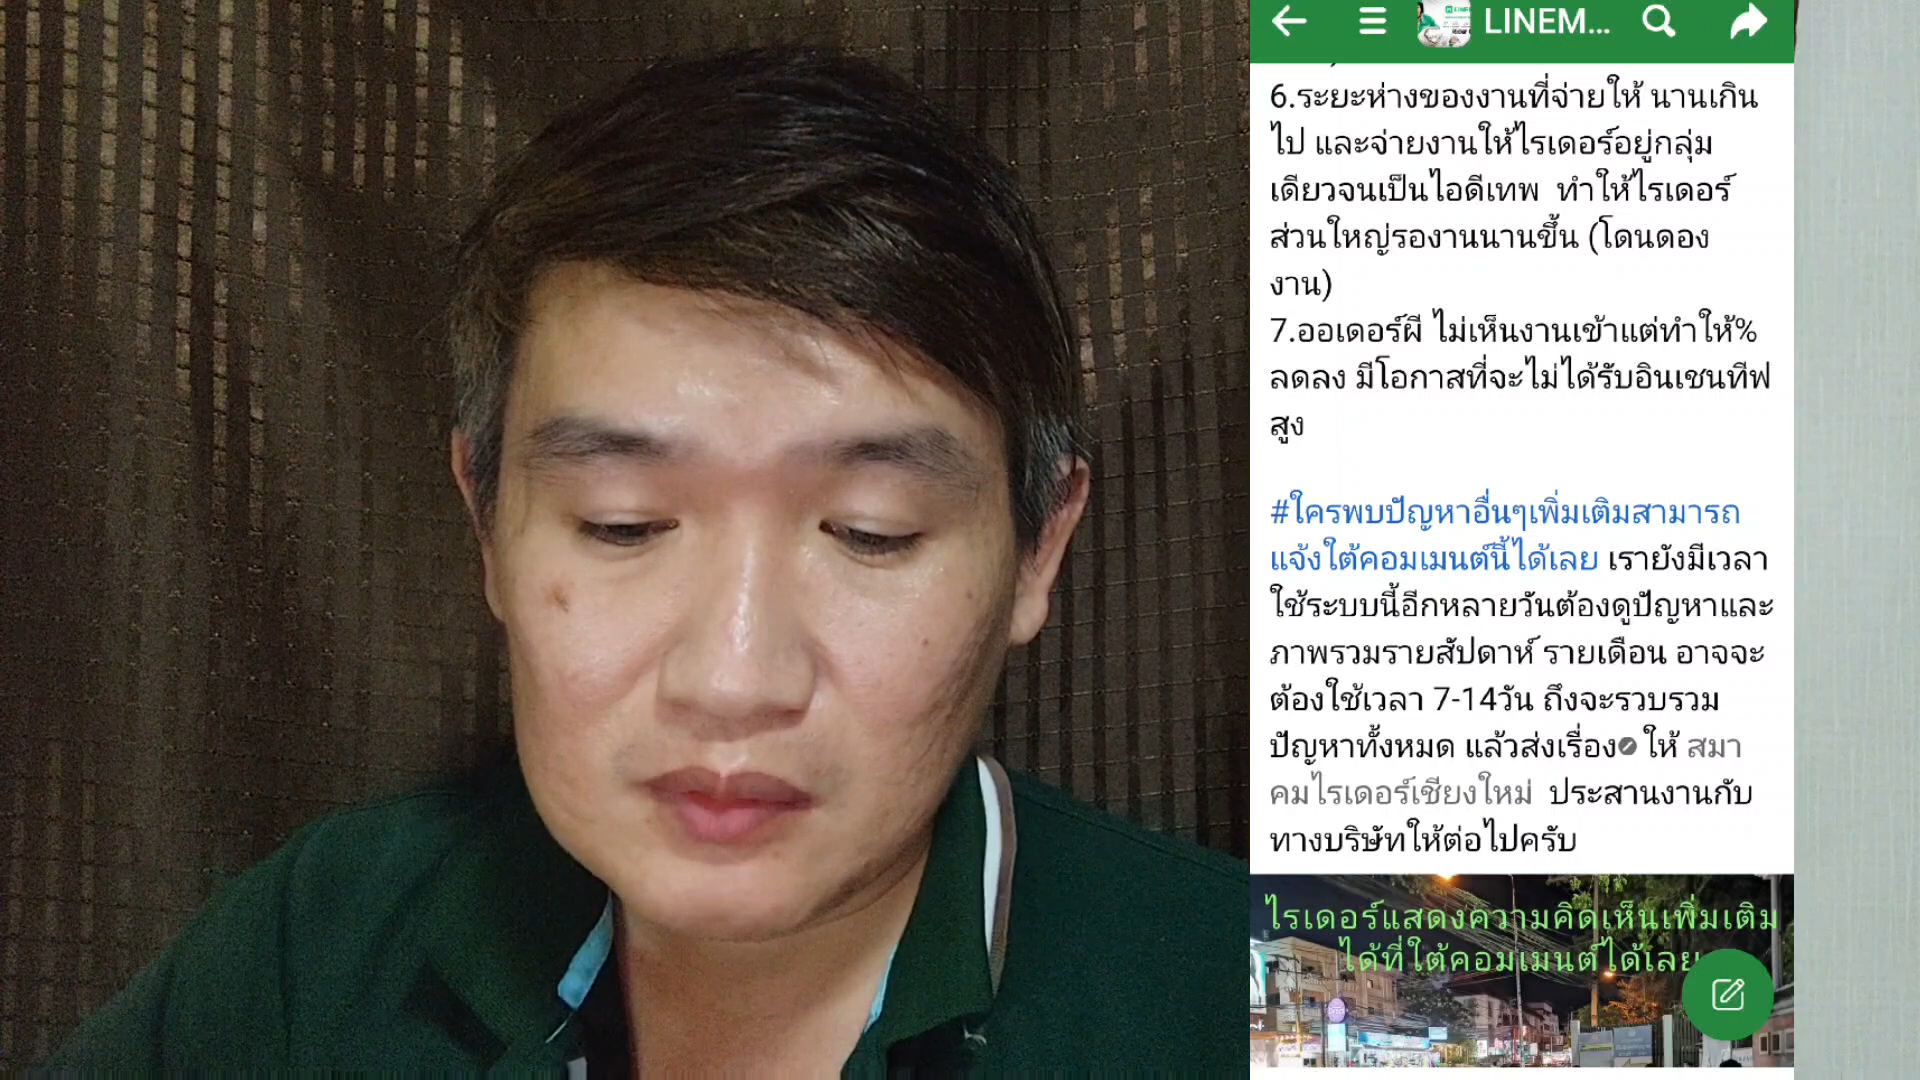 LINEM...
6.ระยะห่างของงานที่จ่ายให้ นานเกิน
ไป และจ่ายงานให้ไรเดอร์อยู่กลุ่ม
เดียวจนเป็นไอดีเทพ ทำให้ไรเดอร์
ส่วนใหญ่รองานนานขึ้น (โดนดอง
งาน)
7.ออเดอร์ผี ไม่เห็นงานเข้าแต่ทำให้%
ลดลง มีโอกาสที่จะไม่ได้รับอินเซนทีฟ
สูง
#ใครพบปัญหาอื่นๆเพิ่มเติมสามารถ
แจ้งใต้คอมเมนต์นี้ได้เลย เรายังมีเวลา
ใช้ระบบนี้อีกหลายวันต้องดูปัญหาและ
ภาพรวมรายสัปดาห์ รายเดือน อาจจะ
ต้องใช้เวลา 7-14วัน ถึงจะรวบรวม
ปัญหาทั้งหมด แล้วส่งเรื่อง ให้ สมา
คมไรเดอร์เชียงใหม่ ประสานงานกับ
ทางบริษัทให้ต่อไปครับ
ไรเดอร์แสดงความคิดเห็นเพิ่มเติม
ได้ที่ใต้คอมเมนต์ได้เลย